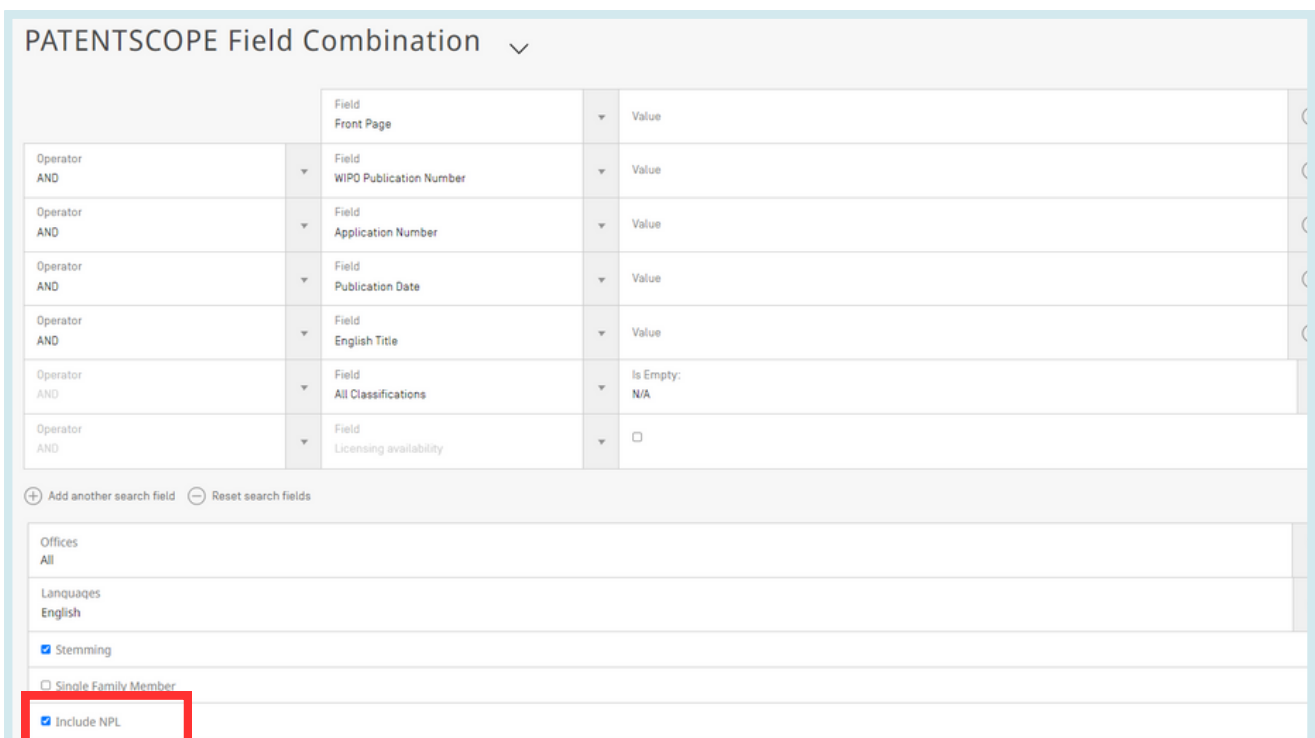 PATENTSCOPE Field Combination
Field
Front Page
Value
Operator
AND
Field
WIPO Publication Number
Value
Operator
AND
Field
Application Number
Value
Operator
AND
Field
Publication Date
Value
Operator
AND
Field
English Title
Value
Operator
AND
Field
All Classifications
Is Empty:
N/A
Operator
AND
Field
Licensing availability
Add another search field Reset search fields
Offices
All
Languages
English
Stemming
Single Family Member
Include NPL